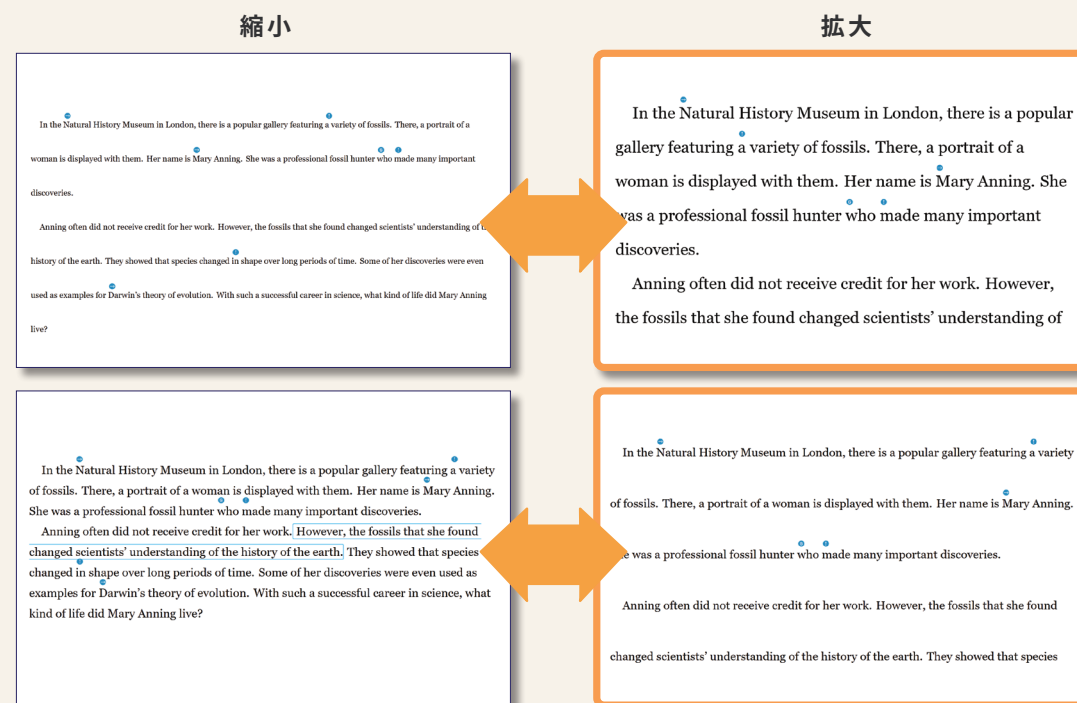 縮小
拡大
In the Natural History Museum in London, there is a popular gallery featuring a variety of fossils. There, a portrait of a
woman is displayed with them. Her name is Mary Anning. She was a professional fossil hunter who made many important
discoveries.
Anning often did not receive credit for her work. However, the fossils that she found changed scientists' understanding of
history of the earth. They showed that species changed in shape over long periods of time. Some of her discoveries were even
used as examples for Darwin's theory of evolution. With such a successful career in science, what kind of life did Mary Anning
live?
In the Natural History Museum in London, there is a popular
gallery featuring a variety of fossils. There, a portrait of a
woman is displayed with them. Her name is Mary Anning. She
was a professional fossil hunter who made many important
discoveries.
Anning often did not receive credit for her work. However,
the fossils that she found changed scientists' understanding of
In the Natural History Museum in London, there is a popular gallery featuring a variety
of fossils. There, a portrait of a woman is displayed with them. Her name is Mary Anning.
She was a professional fossil hunter who made many important discoveries.
Anning often did not receive credit for her work. However, the fossils that she found
changed scientists' understanding of the history of the earth. They showed that species
changed in shape over long periods of time. Some of her discoveries were even used as
examples for Darwin's theory of evolution. With such a successful career in science, what
kind of life did Mary Anning live?
In the Natural History Museum in London, there is a popular gallery featuring a variety
of fossils. There, a portrait of a woman is displayed with them. Her name is Mary Anning.
was a professional fossil hunter who made many important discoveries.
Anning often did not receive credit for her work. However, the fossils that she found
changed scientists' understanding of the history of the earth. They showed that species